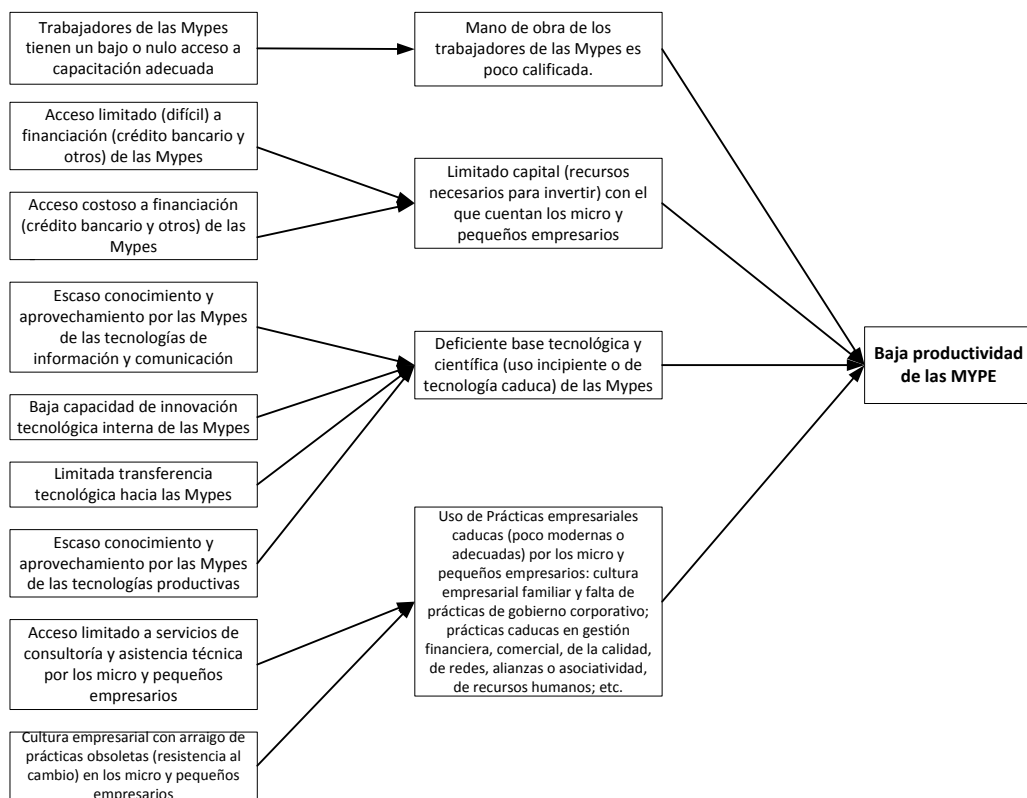 Trabajadores de las Mypes
tienen un bajo o nulo acceso a
capacitación adecuada
Acceso limitado (difícil) a
financiación (crédito bancario y
otros) de las Mypes
Acceso costoso a financiación
(crédito bancario y otros) de las
Mypes
Escaso conocimiento y
aprovechamiento por las Mypes
de las tecnologías de
información y comunicación
Baja capacidad de innovación
tecnológica interna de las Mypes
Limitada transferencia
tecnológica hacia las Mypes
Escaso conocimiento y
aprovechamiento por las Mypes
de las tecnologías productivas
Acceso limitado a servicios de
consultoría y asistencia técnica
por los micro y pequeños
empresarios
Cultura empresarial con arraigo de
prácticas obsoletas (resistencia al
cambio) en los micro y pequeños
empresarios
Mano de obra de los
trabajadores de las Mypes es
poco calificada.
Limitado capital (recursos
necesarios para invertir) con el
que cuentan los micro y
pequeños empresarios
Deficiente base tecnológica y
científica (uso incipiente o de
tecnología caduca) de las Mypes
Uso de Prácticas empresariales
caducas (poco modernas o
adecuadas) por los micro y
pequeños empresarios: cultura
empresarial familiar y falta de
prácticas de gobierno corporativo;
prácticas caducas en gestión
financiera, comercial, de la calidad,
de redes, alianzas o asociatividad,
de recursos humanos; etc.
Baja productividad
de las MYPE